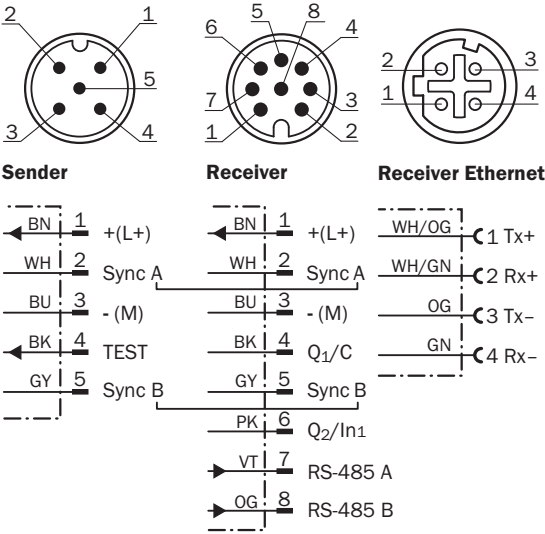 2 1 5 3 4
5 8 6 4 7 3 1 2
2 3 1 4
Sender
Receiver
Receiver Ethernet
BN 1 +(L+)
WH 2 Sync A
BU 3 - (M)
BK 4 TEST
GY 5 Sync B
BN 1 +(L+)
WH 2 Sync A
BU 3 - (M)
BK 4 Q1/C
GY 5 Sync B
PK 6 Q2/In1
VT 7 RS-485 A
OG 8 RS-485 B
WH/OG 1 Tx+
WH/GN 2 Rx+
OG 3 Tx–
GN 4 Rx–